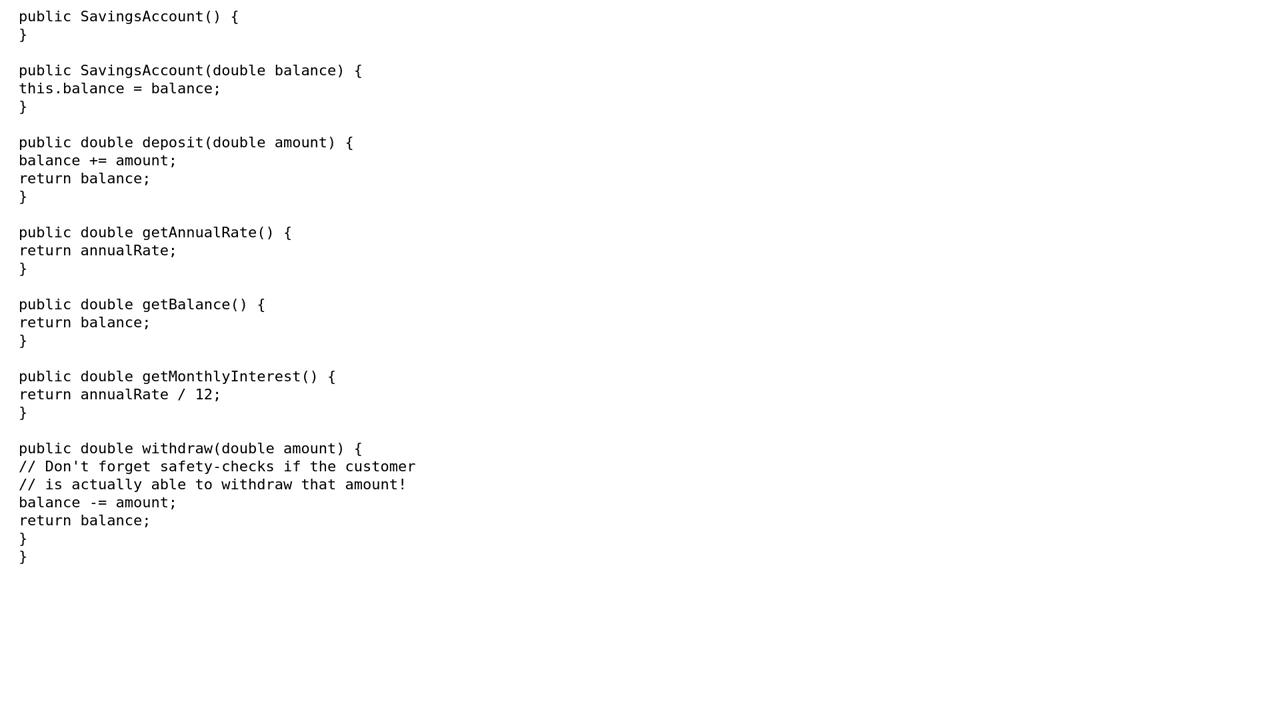 public SavingsAccount() {
}

public SavingsAccount(double balance) {
this.balance = balance;
}

public double deposit(double amount) {
balance += amount;
return balance;
}

public double getAnnualRate() {
return annualRate;
}

public double getBalance() {
return balance;
}

public double getMonthlyInterest() {
return annualRate / 12;
}

public double withdraw(double amount) {
// Don't forget safety-checks if the customer
// is actually able to withdraw that amount!
balance -= amount;
return balance;
}
}